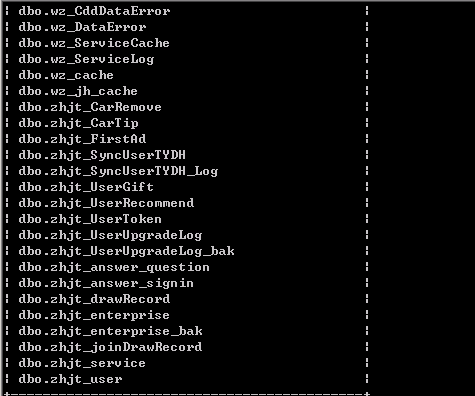 ¦ dbo.wz_CddDataError ¦
¦ dbo.wz_DataError ¦
¦ dbo.wz_ServiceCache ¦
¦ dbo.wz_ServiceLog ¦
¦ dbo.wz_cache ¦
¦ dbo.wz_jh_cache ¦
¦ dbo.zhjt_CarRemove ¦
¦ dbo.zhjt_CarTip ¦
¦ dbo.zhjt_FirstAd ¦
¦ dbo.zhjt_SyncUserTYDH ¦
¦ dbo.zhjt_SyncUserTYDH_Log ¦
¦ dbo.zhjt_UserGift ¦
¦ dbo.zhjt_UserRecommend ¦
¦ dbo.zhjt_UserToken ¦
¦ dbo.zhjt_UserUpgradeLog ¦
¦ dbo.zhjt_UserUpgradeLog_bak ¦
¦ dbo.zhjt_answer_question ¦
¦ dbo.zhjt_answer_signin ¦
¦ dbo.zhjt_drawRecord ¦
¦ dbo.zhjt_enterprise ¦
¦ dbo.zhjt_enterprise_bak ¦
¦ dbo.zhjt_joinDrawRecord ¦
¦ dbo.zhjt_service ¦
¦ dbo.zhjt_user ¦